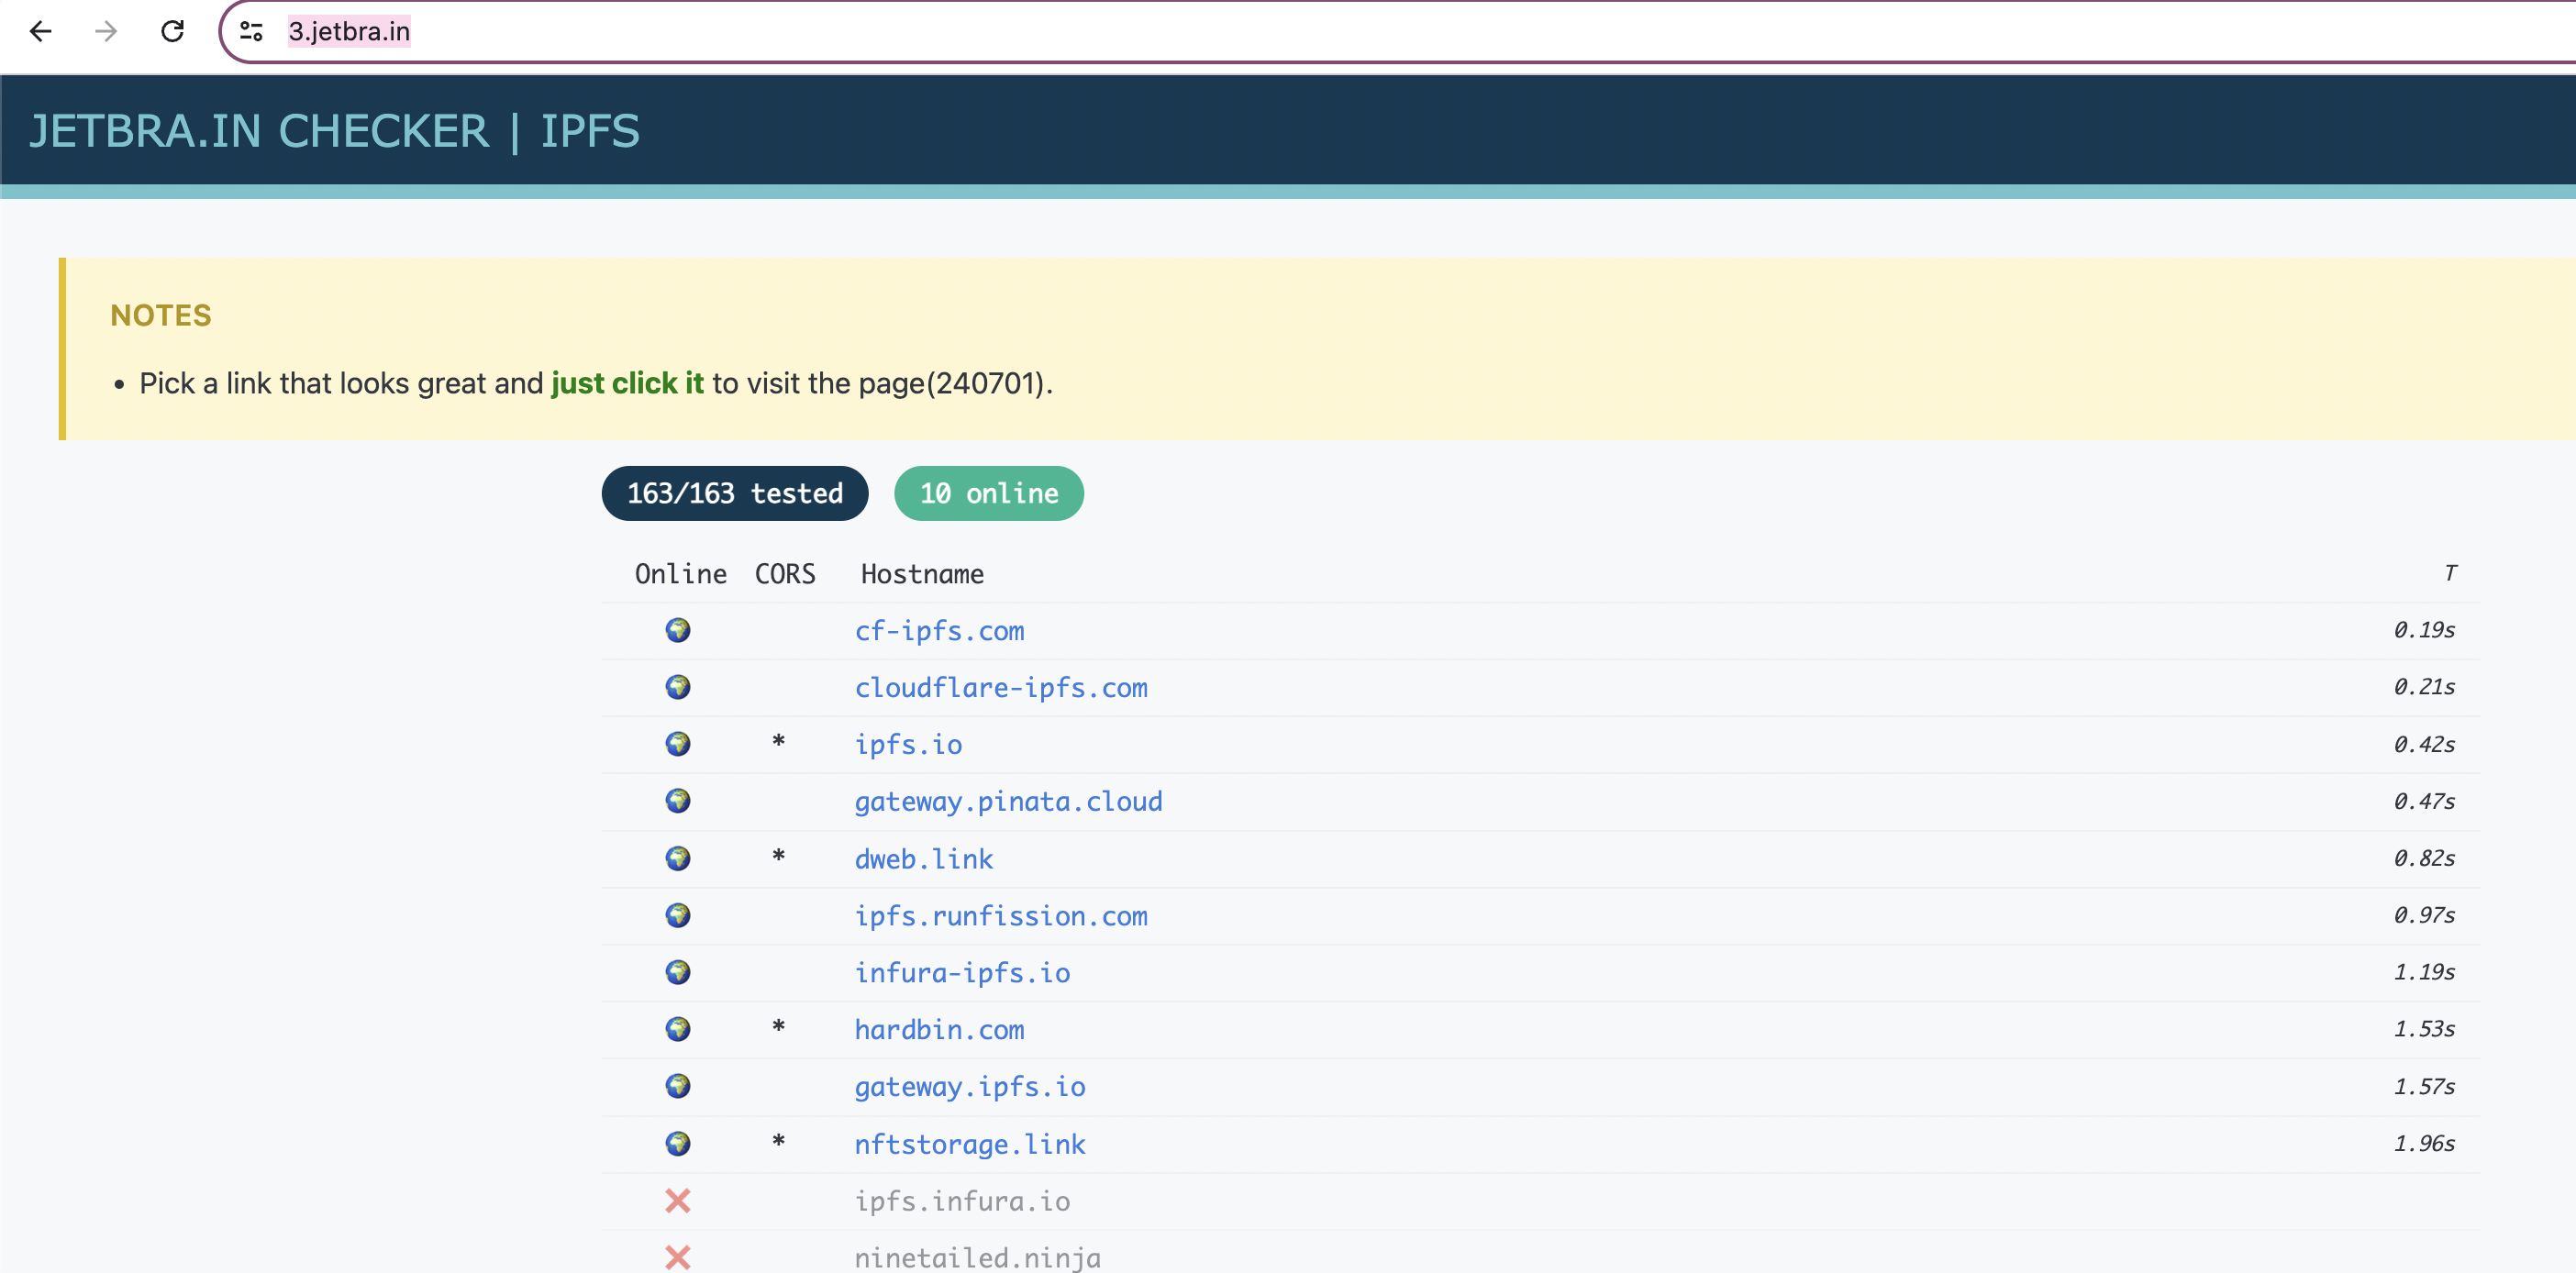 3.jetbra.in
JETBRA.IN CHECKER | IPFS
NOTES
• Pick a link that looks great and just click it to visit the page(240701).
163/163 tested 10 online
Online CORS Hostname T
cf-ipfs.com 0.19s
cloudflare-ipfs.com 0.21s
* ipfs.io 0.42s
gateway.pinata.cloud 0.47s
* dweb.link 0.82s
ipfs.runfission.com 0.97s
infura-ipfs.io 1.19s
* hardbin.com 1.53s
gateway.ipfs.io 1.57s
* nftstorage.link 1.96s
ipfs.infura.io
ninetailed.ninja